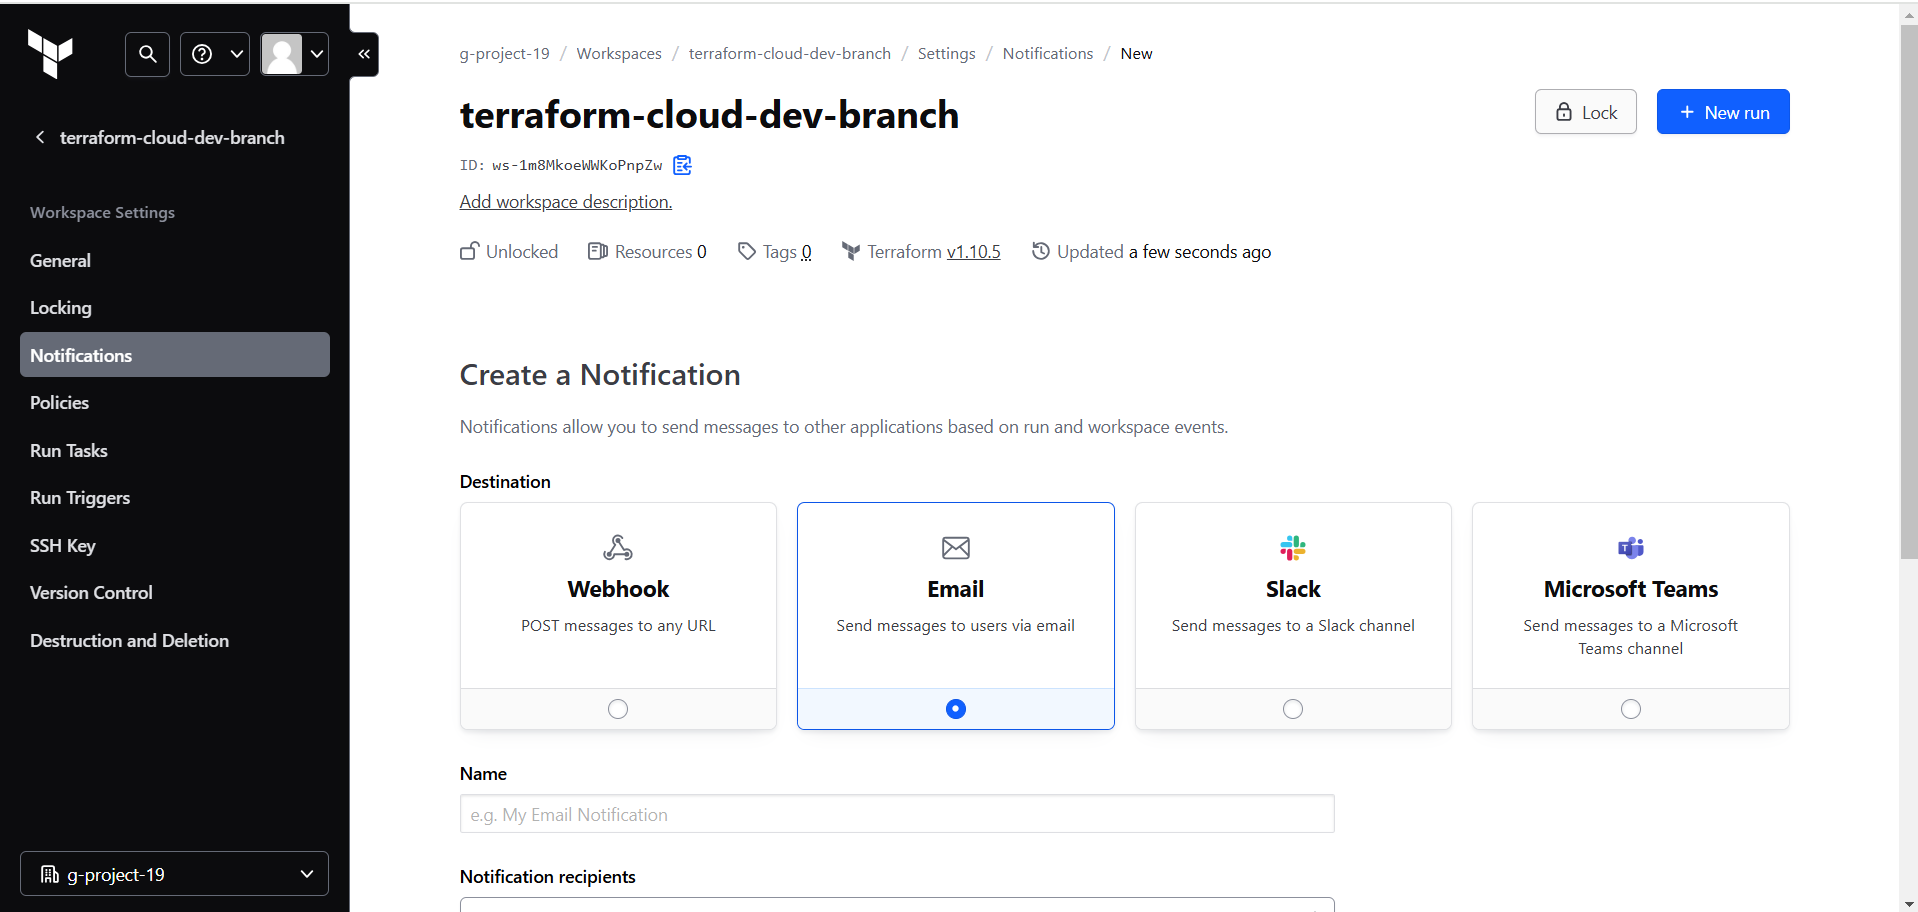 terraform-cloud-dev-branch
Workspace Settings
General
Locking
Notifications
Policies
Run Tasks
Run Triggers
SSH Key
Version Control
Destruction and Deletion
g-project-19
g-project-19 / Workspaces / terraform-cloud-dev-branch / Settings / Notifications / New
terraform-cloud-dev-branch
Lock
+ New run
ID: ws-1m8MkoeWWKoPnpZw
Add workspace description.
Unlocked Resources 0 Tags 0 Terraform v1.10.5 Updated a few seconds ago
Create a Notification
Notifications allow you to send messages to other applications based on run and workspace events.
Destination
Webhook
POST messages to any URL
Email
Send messages to users via email
Slack
Send messages to a Slack channel
Microsoft Teams
Send messages to a Microsoft
Teams channel
Name
e.g. My Email Notification
Notification recipients